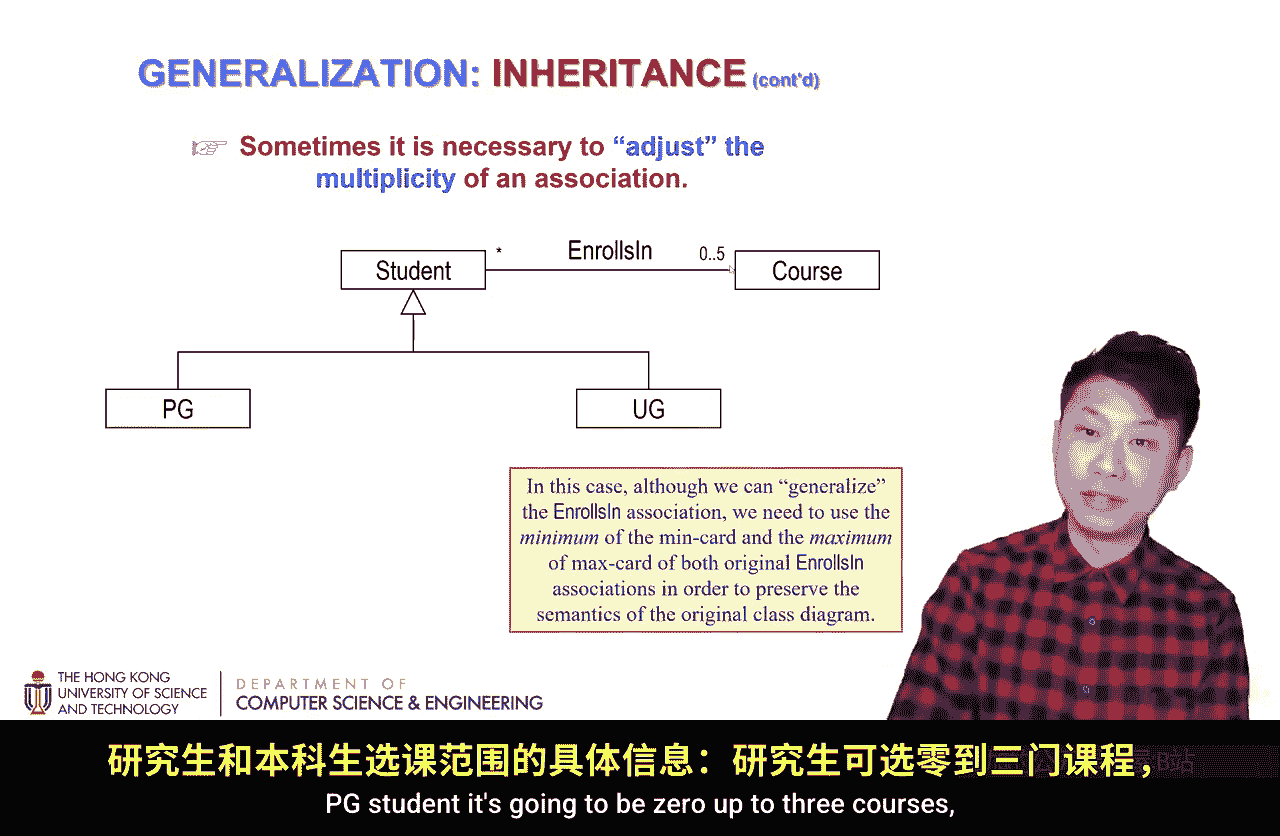 GENERALIZATION: INHERITANCE (cont'd)
☞ Sometimes it is necessary to “adjust” the
multiplicity of an association.
* EnrollsIn 0..5
Student Course
PG UG
In this case, although we can “generalize”
the EnrollsIn association, we need to use the
minimum of the min-card and the maximum
of max-card of both original EnrollsIn
associations in order to preserve the
semantics of the original class diagram.
THE HONG KONG
UNIVERSITY OF SCIENCE
AND TECHNOLOGY
DEPARTMENT OF
COMPUTER SCIENCE & ENGINEERING
研究生和本科生选课范围的具体信息：研究生可选零到三门课程，
B站
PG student it's going to be zero up to three courses,